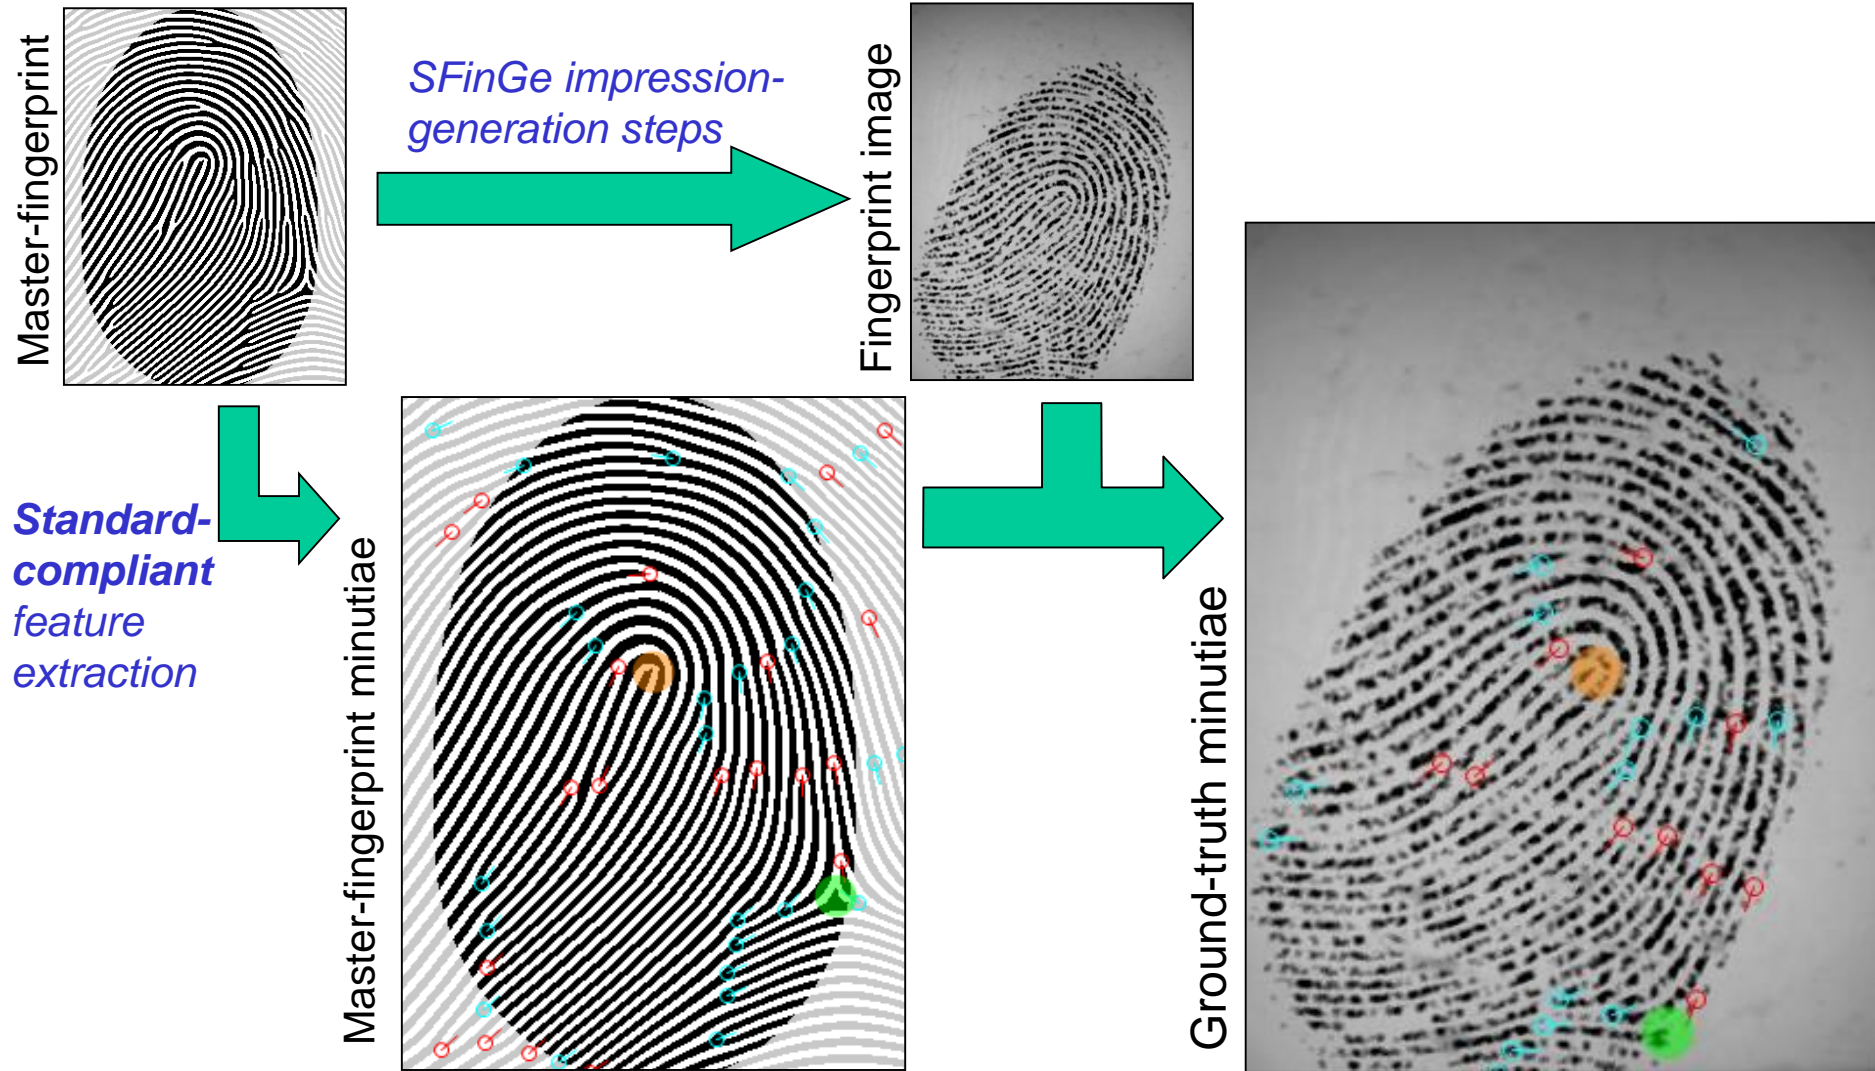 Master-fingerprint
SFinGe impression-
generation steps
Fingerprint image
Standard-
compliant
feature
extraction
Master-fingerprint minutiae
Ground-truth minutiae